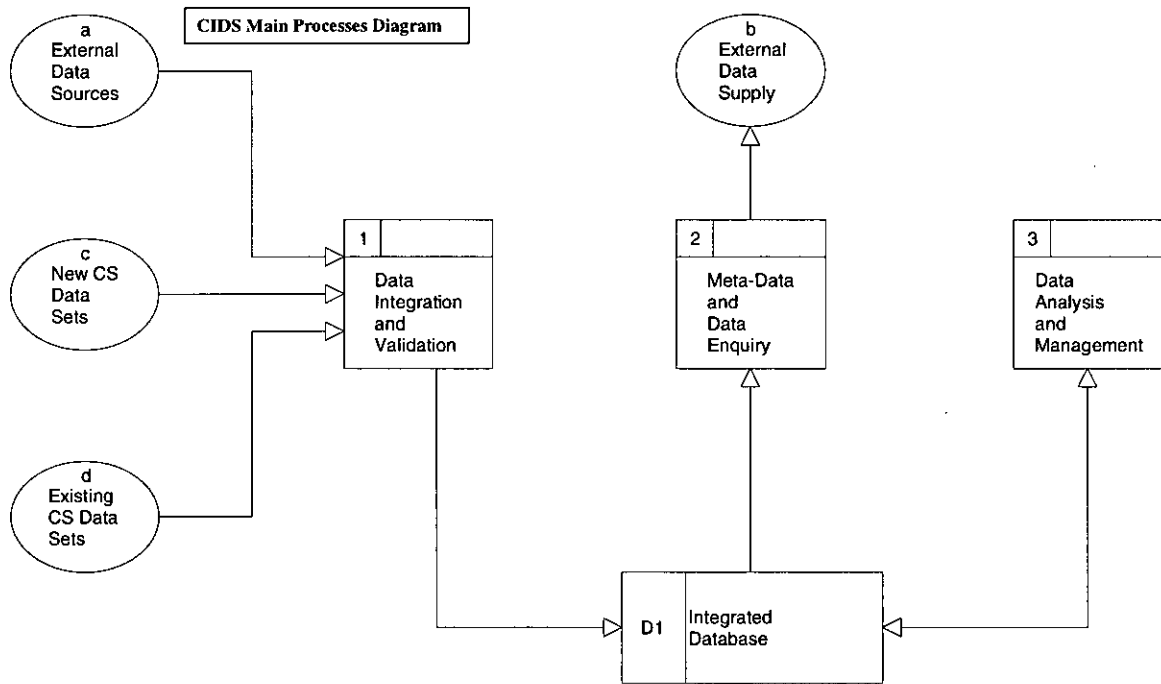 a
External
Data
Sources
CIDS Main Processes Diagram
b
External
Data
Supply
c
New CS
Data
Sets
1
Data
Integration
and
Validation
2
Meta-Data
and
Data
Enquiry
3
Data
Analysis
and
Management
d
Existing
CS Data
Sets
D1
Integrated
Database